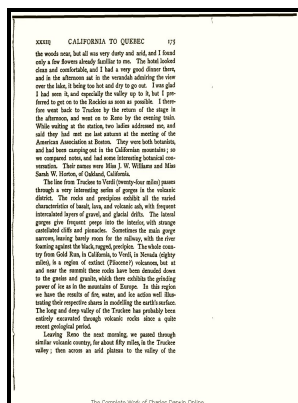 XXXII] CALIFORNIA TO QUEBEC 175
the woods near, but all was very dusty and arid, and I found
only a few flowers already familiar to me. The hotel looked
clean and comfortable, and I had a very good dinner there,
and in the afternoon sat in the verandah admiring the view
over the lake, it being too hot and dry to go out. I was glad
I had seen it, and especially the valley up to it, but I pre-
ferred to get on to the Rockies as soon as possible. I there-
fore went back to Truckee by the return of the stage in
the afternoon, and went on to Reno by the evening train.
While waiting at the station, two ladies addressed me, and
said they had met me last autumn at the meeting of the
American Association at Boston. They were both botanists,
and had been camping out in the Californian mountains; so
we compared notes, and had some interesting botanical con-
versation. Their names were Miss J. W. Williams and Miss
Sarah W. Horton, of Oakland, California.
The line from Truckee to Verdi (twenty-four miles) passes
through a very interesting series of gorges in the volcanic
district. The rocks and precipices exhibit all the varied
characteristics of basalt, lava, and volcanic ash, with frequent
intercalated layers of gravel, and glacial drifts. The lateral
gorges give frequent peeps into the interior, with strange
castellated cliffs and pinnacles. Sometimes the main gorge
narrows, leaving barely room for the railway, with the river
foaming against the black, rugged, precipice. The whole coun-
try from Gold Run, in California, to Verdi, in Nevada (eighty
miles), is a region of extinct (Pliocene?) volcanoes, but at
and near the summit these rocks have been denuded down
to the gneiss and granite, which there exhibits the grinding
power of ice as in the mountains of Europe. In this region
we have the results of fire, water, and ice action well illus-
trating their respective shares in modelling the earth's surface.
The long and deep valley of the Truckee has probably been
entirely excavated through volcanic rocks since a quite
recent geological period.
Leaving Reno the next morning, we passed through
similar volcanic country, for about fifty miles, in the Truckee
valley; then across an arid plateau to the valley of the
The Complete Work of Charles Darwin Online